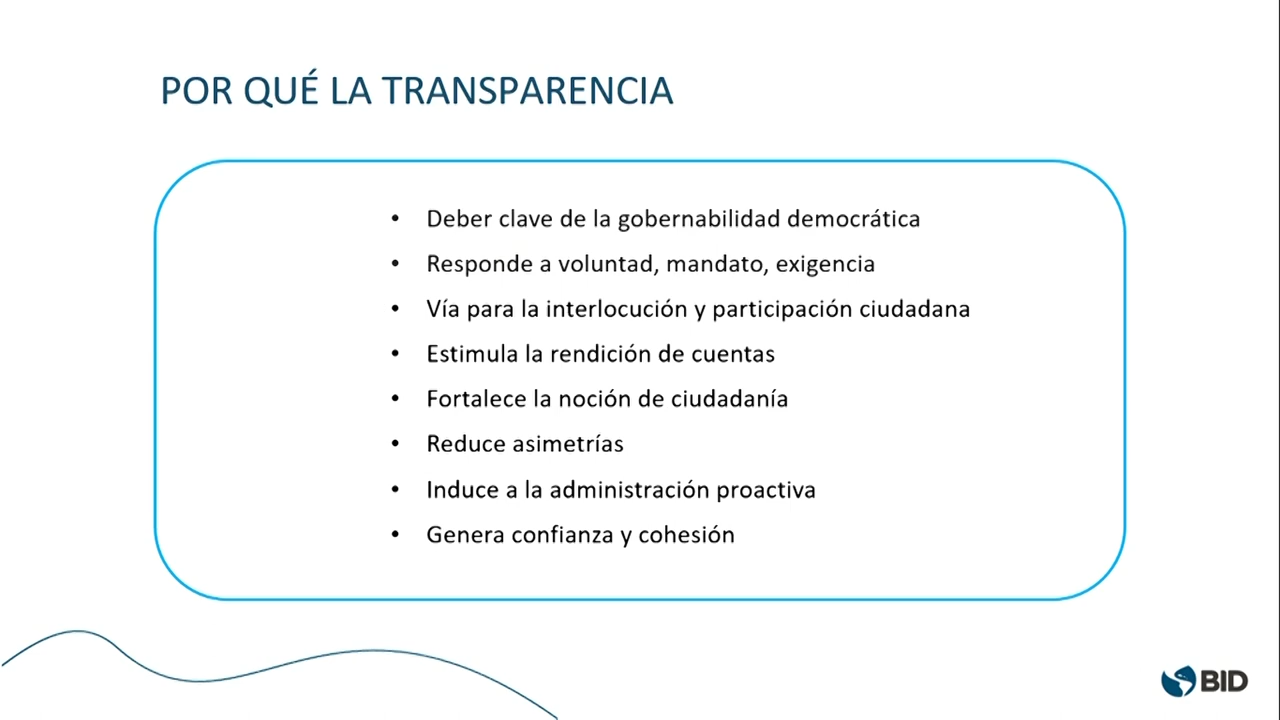 POR QUÉ LA TRANSPARENCIA
• Deber clave de la gobernabilidad democrática
• Responde a voluntad, mandato, exigencia
• Vía para la interlocución y participación ciudadana
• Estimula la rendición de cuentas
• Fortalece la noción de ciudadanía
• Reduce asimetrías
• Induce a la administración proactiva
• Genera confianza y cohesión
BID